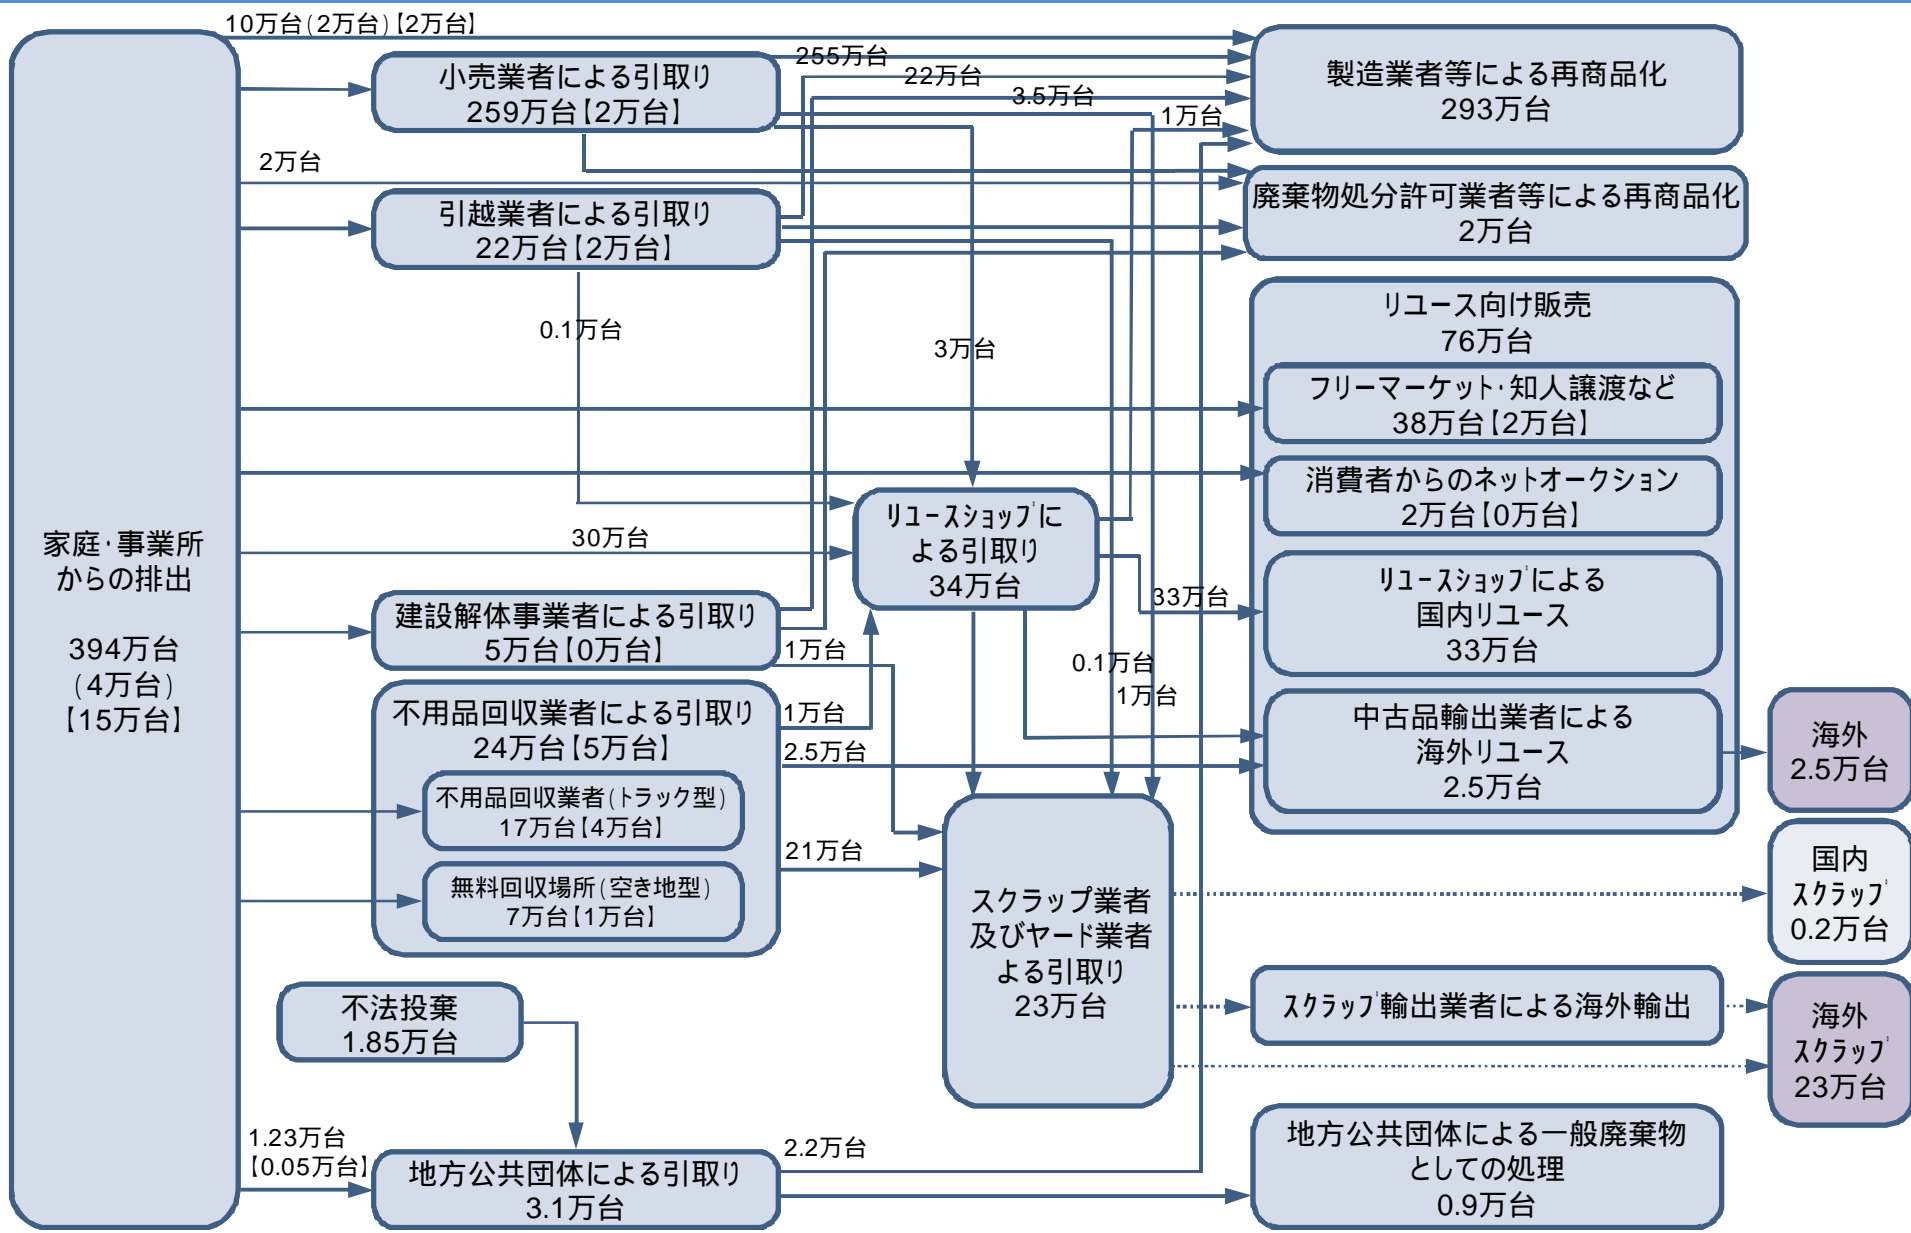 10万台(2万台)【2万台】
小売業者による引取り
259万台【2万台】
255万台
22万台
3.5万台
1万台
製造業者等による再商品化
293万台
2万台
引越業者による引取り
22万台【2万台】
廃棄物処分許可業者等による再商品化
2万台
0.1万台
3万台
リユース向け販売
76万台
フリーマーケット･知人譲渡など
38万台【2万台】
消費者からのネットオークション
2万台【0万台】
家庭･事業所
からの排出
394万台
(4万台)
【15万台】
30万台
ﾘﾕｰｽｼｮｯﾌﾟに
よる引取り
34万台
33万台
ﾘﾕｰｽｼｮｯﾌﾟによる
国内リユース
33万台
建設解体事業者による引取り
5万台【0万台】
1万台
0.1万台
1万台
不用品回収業者による引取り
24万台【5万台】
1万台
2.5万台
中古品輸出業者による
海外リユース
2.5万台
海外
2.5万台
不用品回収業者(トラック型)
17万台【4万台】
無料回収場所(空き地型)
7万台【1万台】
21万台
スクラップ業者
及びヤード業者
よる引取り
23万台
国内
ｽｸﾗｯﾌﾟ
0.2万台
ｽｸﾗｯﾌﾟ輸出業者による海外輸出
海外
ｽｸﾗｯﾌﾟ
23万台
不法投棄
1.85万台
1.23万台
【0.05万台】
地方公共団体による引取り
3.1万台
2.2万台
地方公共団体による一般廃棄物
としての処理
0.9万台